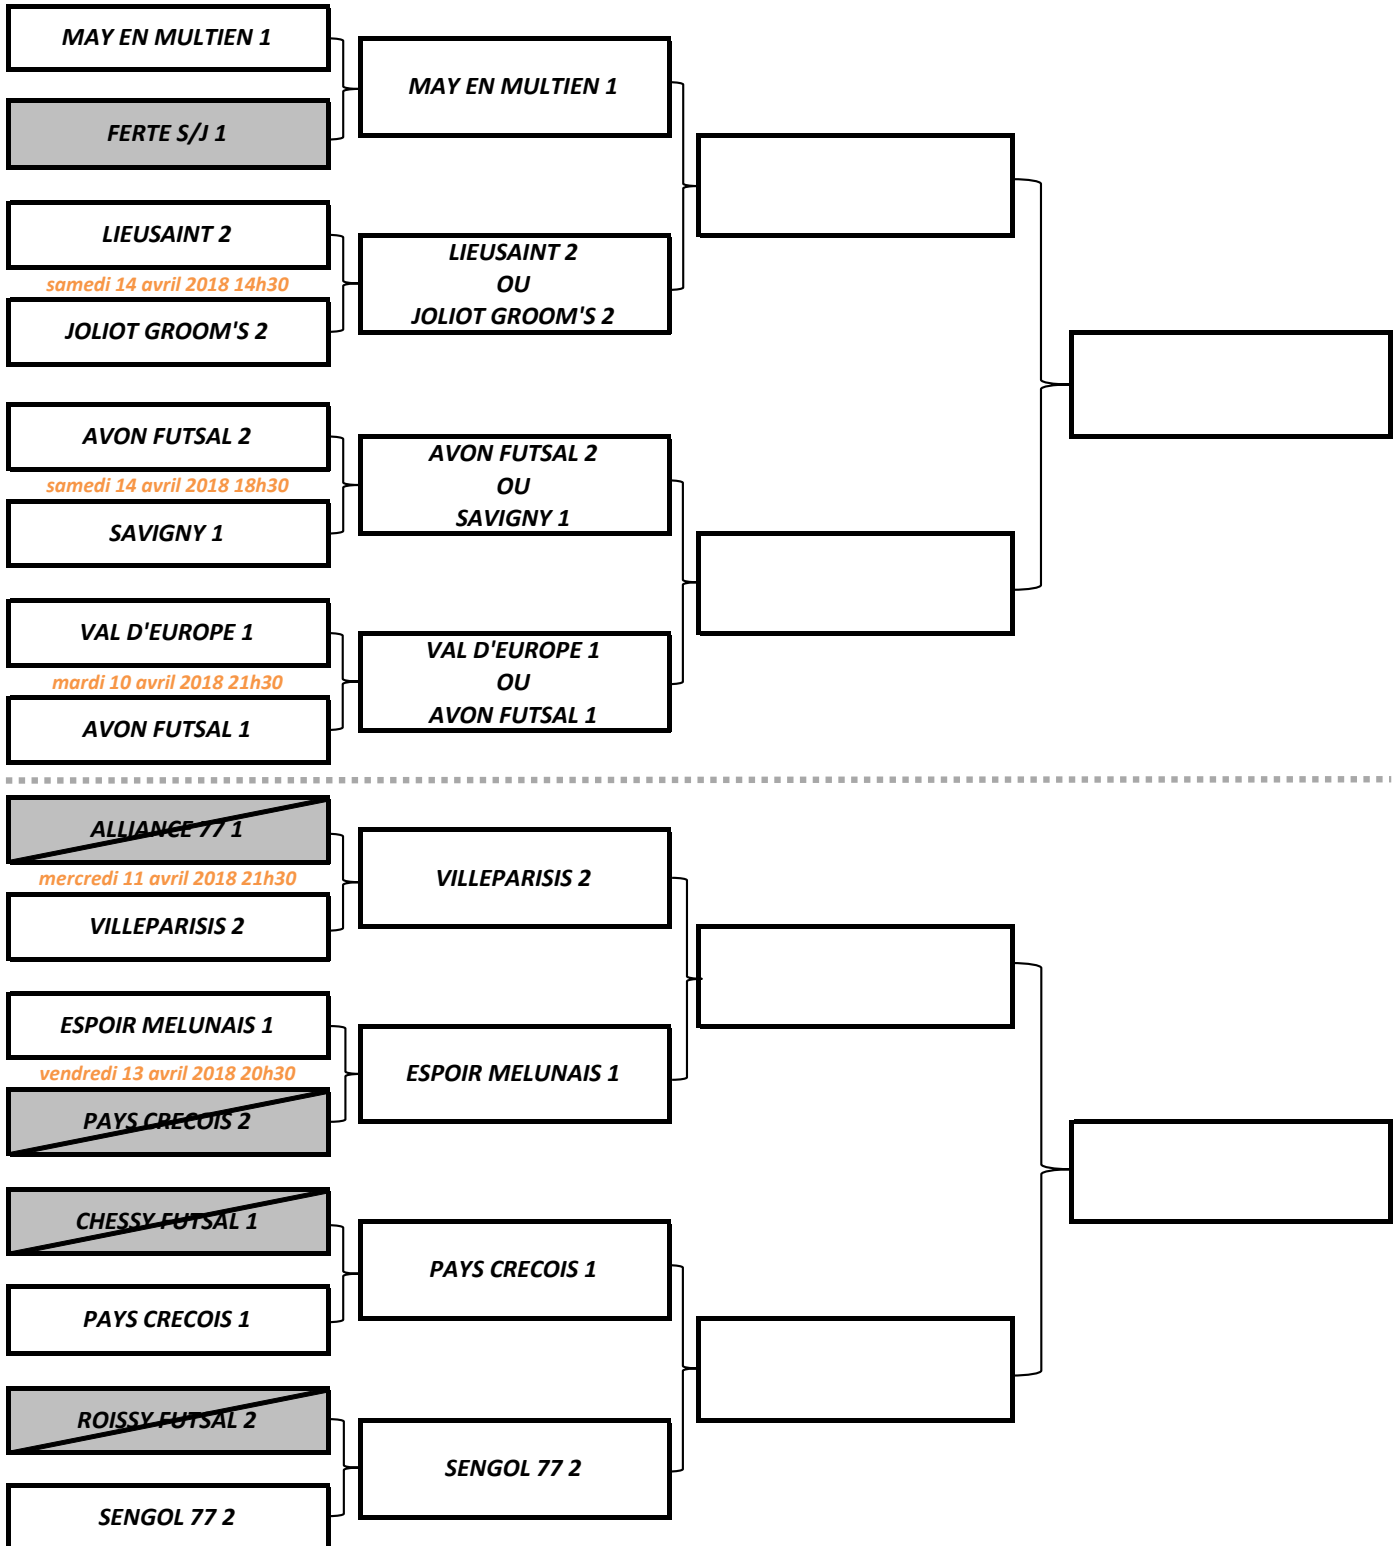 MAY EN MULTIEN 1
FERTE S/J 1
MAY EN MULTIEN 1
LIEUSAINT 2
samedi 14 avril 2018 14h30
JOLIOT GROOM'S 2
LIEUSAINT 2
OU
JOLIOT GROOM'S 2
AVON FUTSAL 2
samedi 14 avril 2018 18h30
SAVIGNY 1
AVON FUTSAL 2
OU
SAVIGNY 1
VAL D'EUROPE 1
mardi 10 avril 2018 21h30
AVON FUTSAL 1
VAL D'EUROPE 1
OU
AVON FUTSAL 1
ALLIANCE 77 1
mercredi 11 avril 2018 21h30
VILLEPARISIS 2
VILLEPARISIS 2
ESPOIR MELUNAIS 1
vendredi 13 avril 2018 20h30
PAYS CRECOIS 2
ESPOIR MELUNAIS 1
CHESSY FUTSAL 1
PAYS CRECOIS 1
PAYS CRECOIS 1
ROISSY FUTSAL 2
SENGOL 77 2
SENGOL 77 2